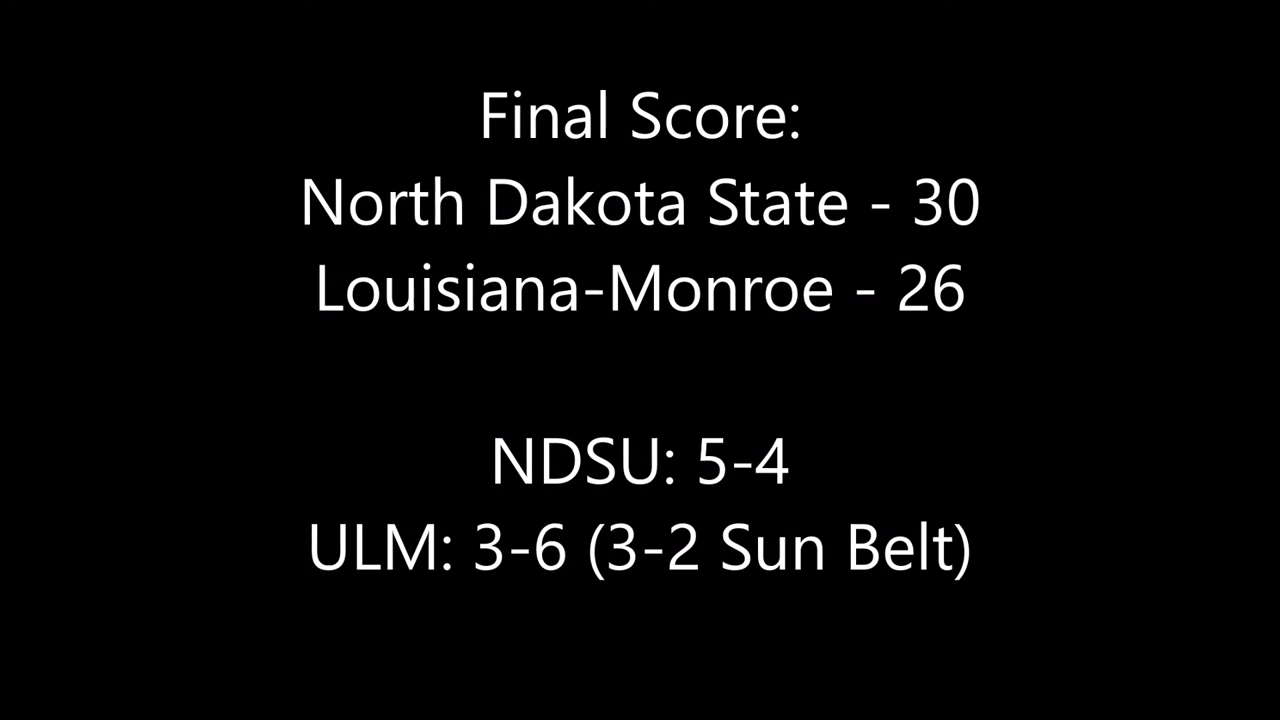 Final Score:
North Dakota State - 30
Louisiana-Monroe - 26
NDSU: 5-4
ULM: 3-6 (3-2 Sun Belt)